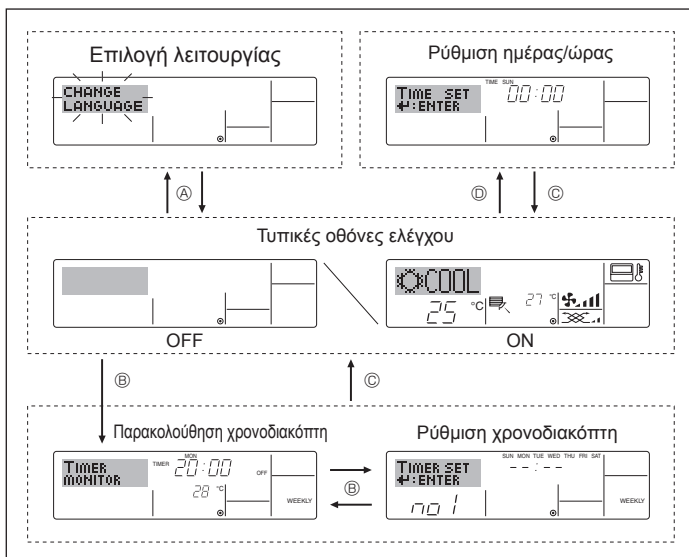 Επιλογή λειτουργίας
CHANGE
LANGUAGE
Ρύθμιση ημέρας/ώρας
TIME SUN
TIME SET 00:00
↵:ENTER
Ⓐ
Ⓓ
Ⓒ
Τυπικές οθόνες ελέγχου
OFF
COOL
25 °C 27 °C
ON
Ⓑ
Ⓒ
Παρακολούθηση χρονοδιακόπτη
MON
TIMER TIMER 20:00 OFF
MONITOR
28 °C
WEEKLY
Ⓑ
Ρύθμιση χρονοδιακόπτη
SUN MON TUE WED THU FRI SAT
TIMER SET --:--
↵:ENTER
no 1
WEEKLY